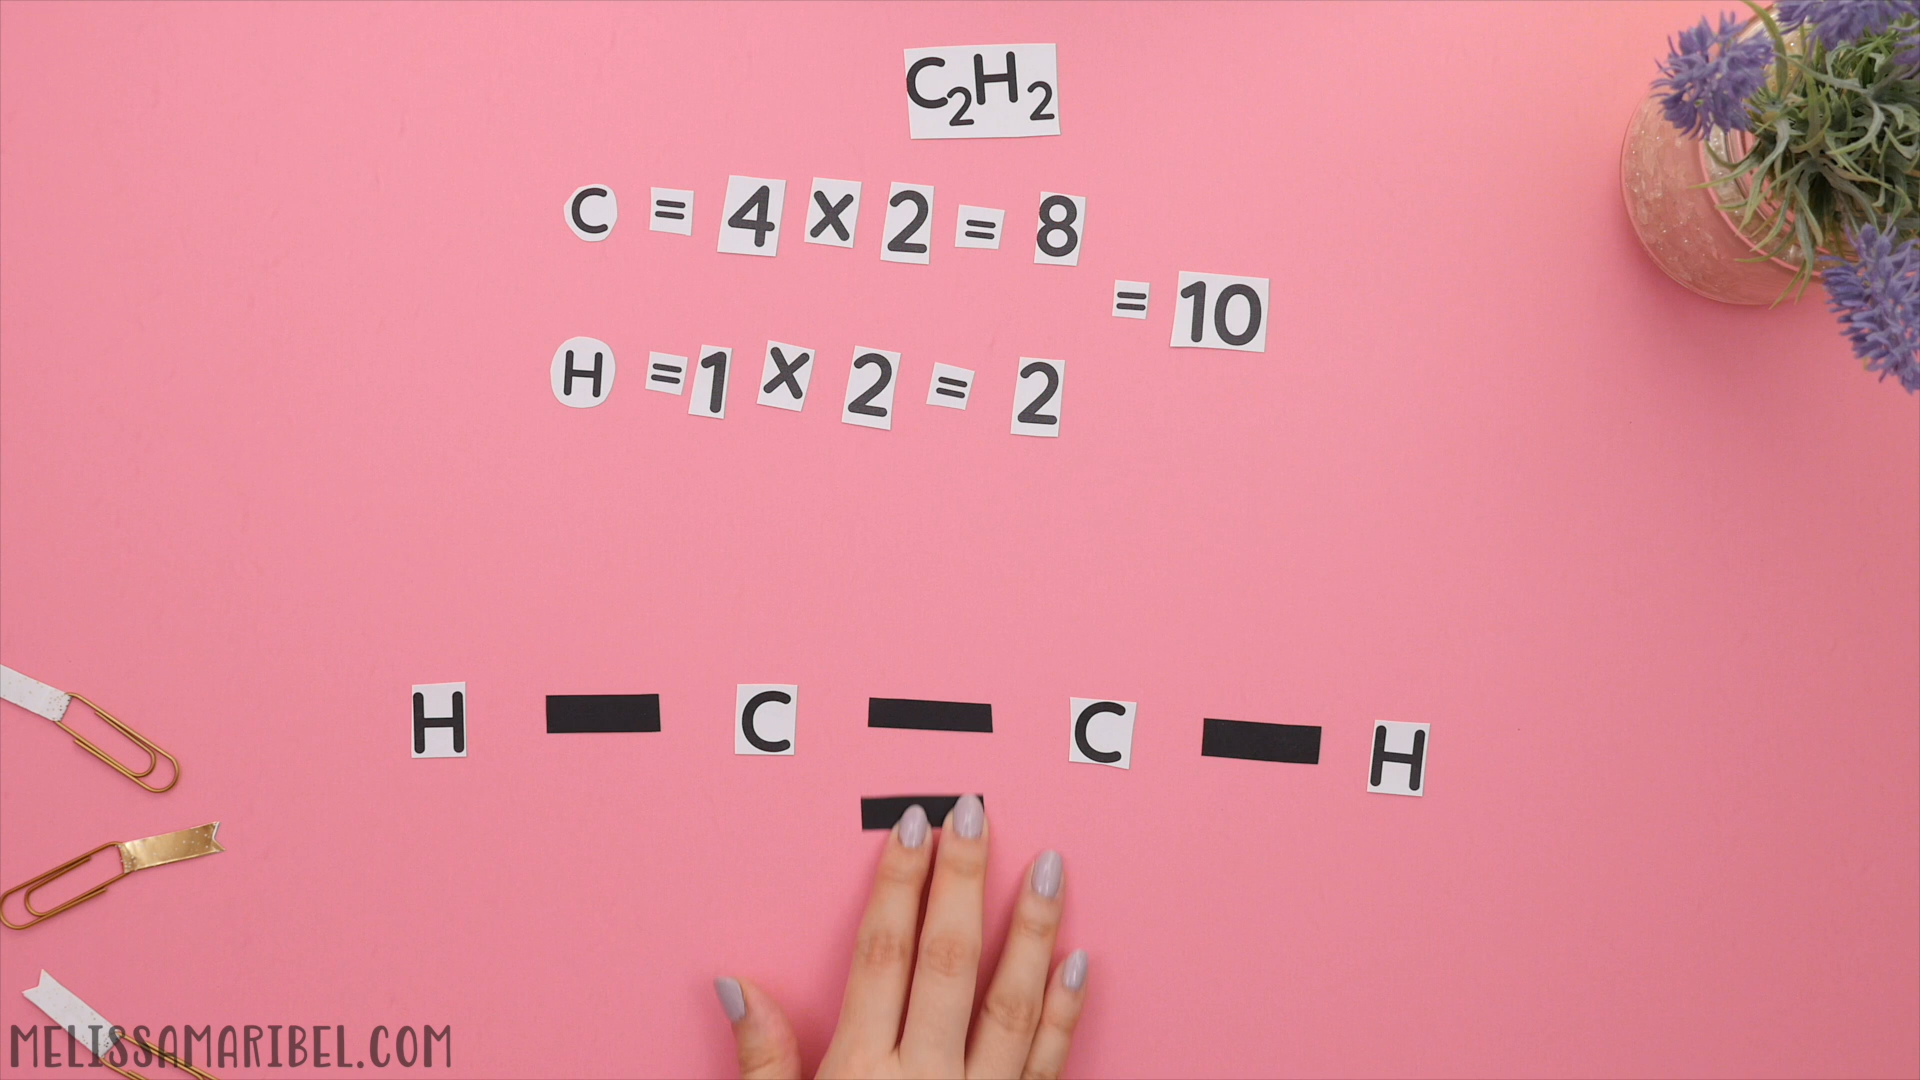 C₂H₂
C = 4 X 2 = 8
= 10
H = 1 X 2 = 2
H C C H
MELISSAMARIBEL.COM